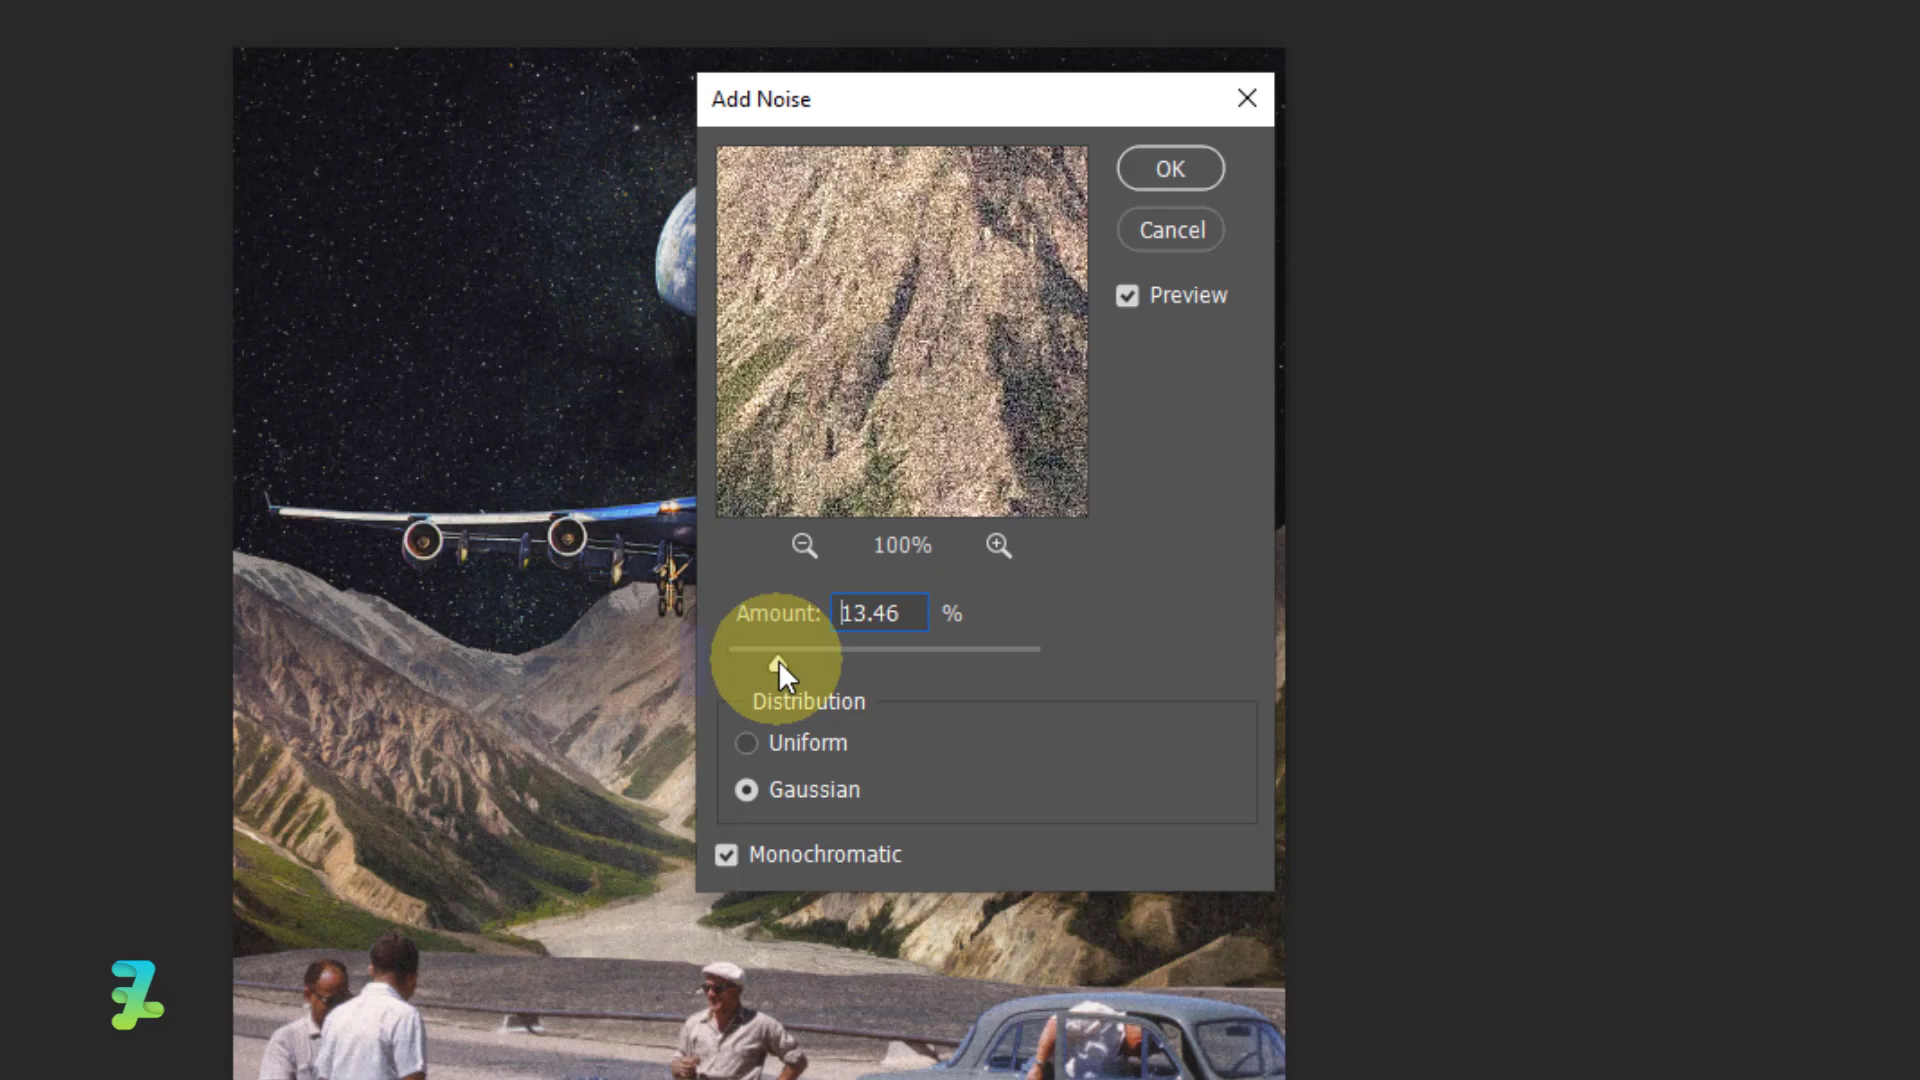 Add Noise
OK
Cancel
Preview
100%
Amount: 13.46 %
Distribution
Uniform
Gaussian
Monochromatic